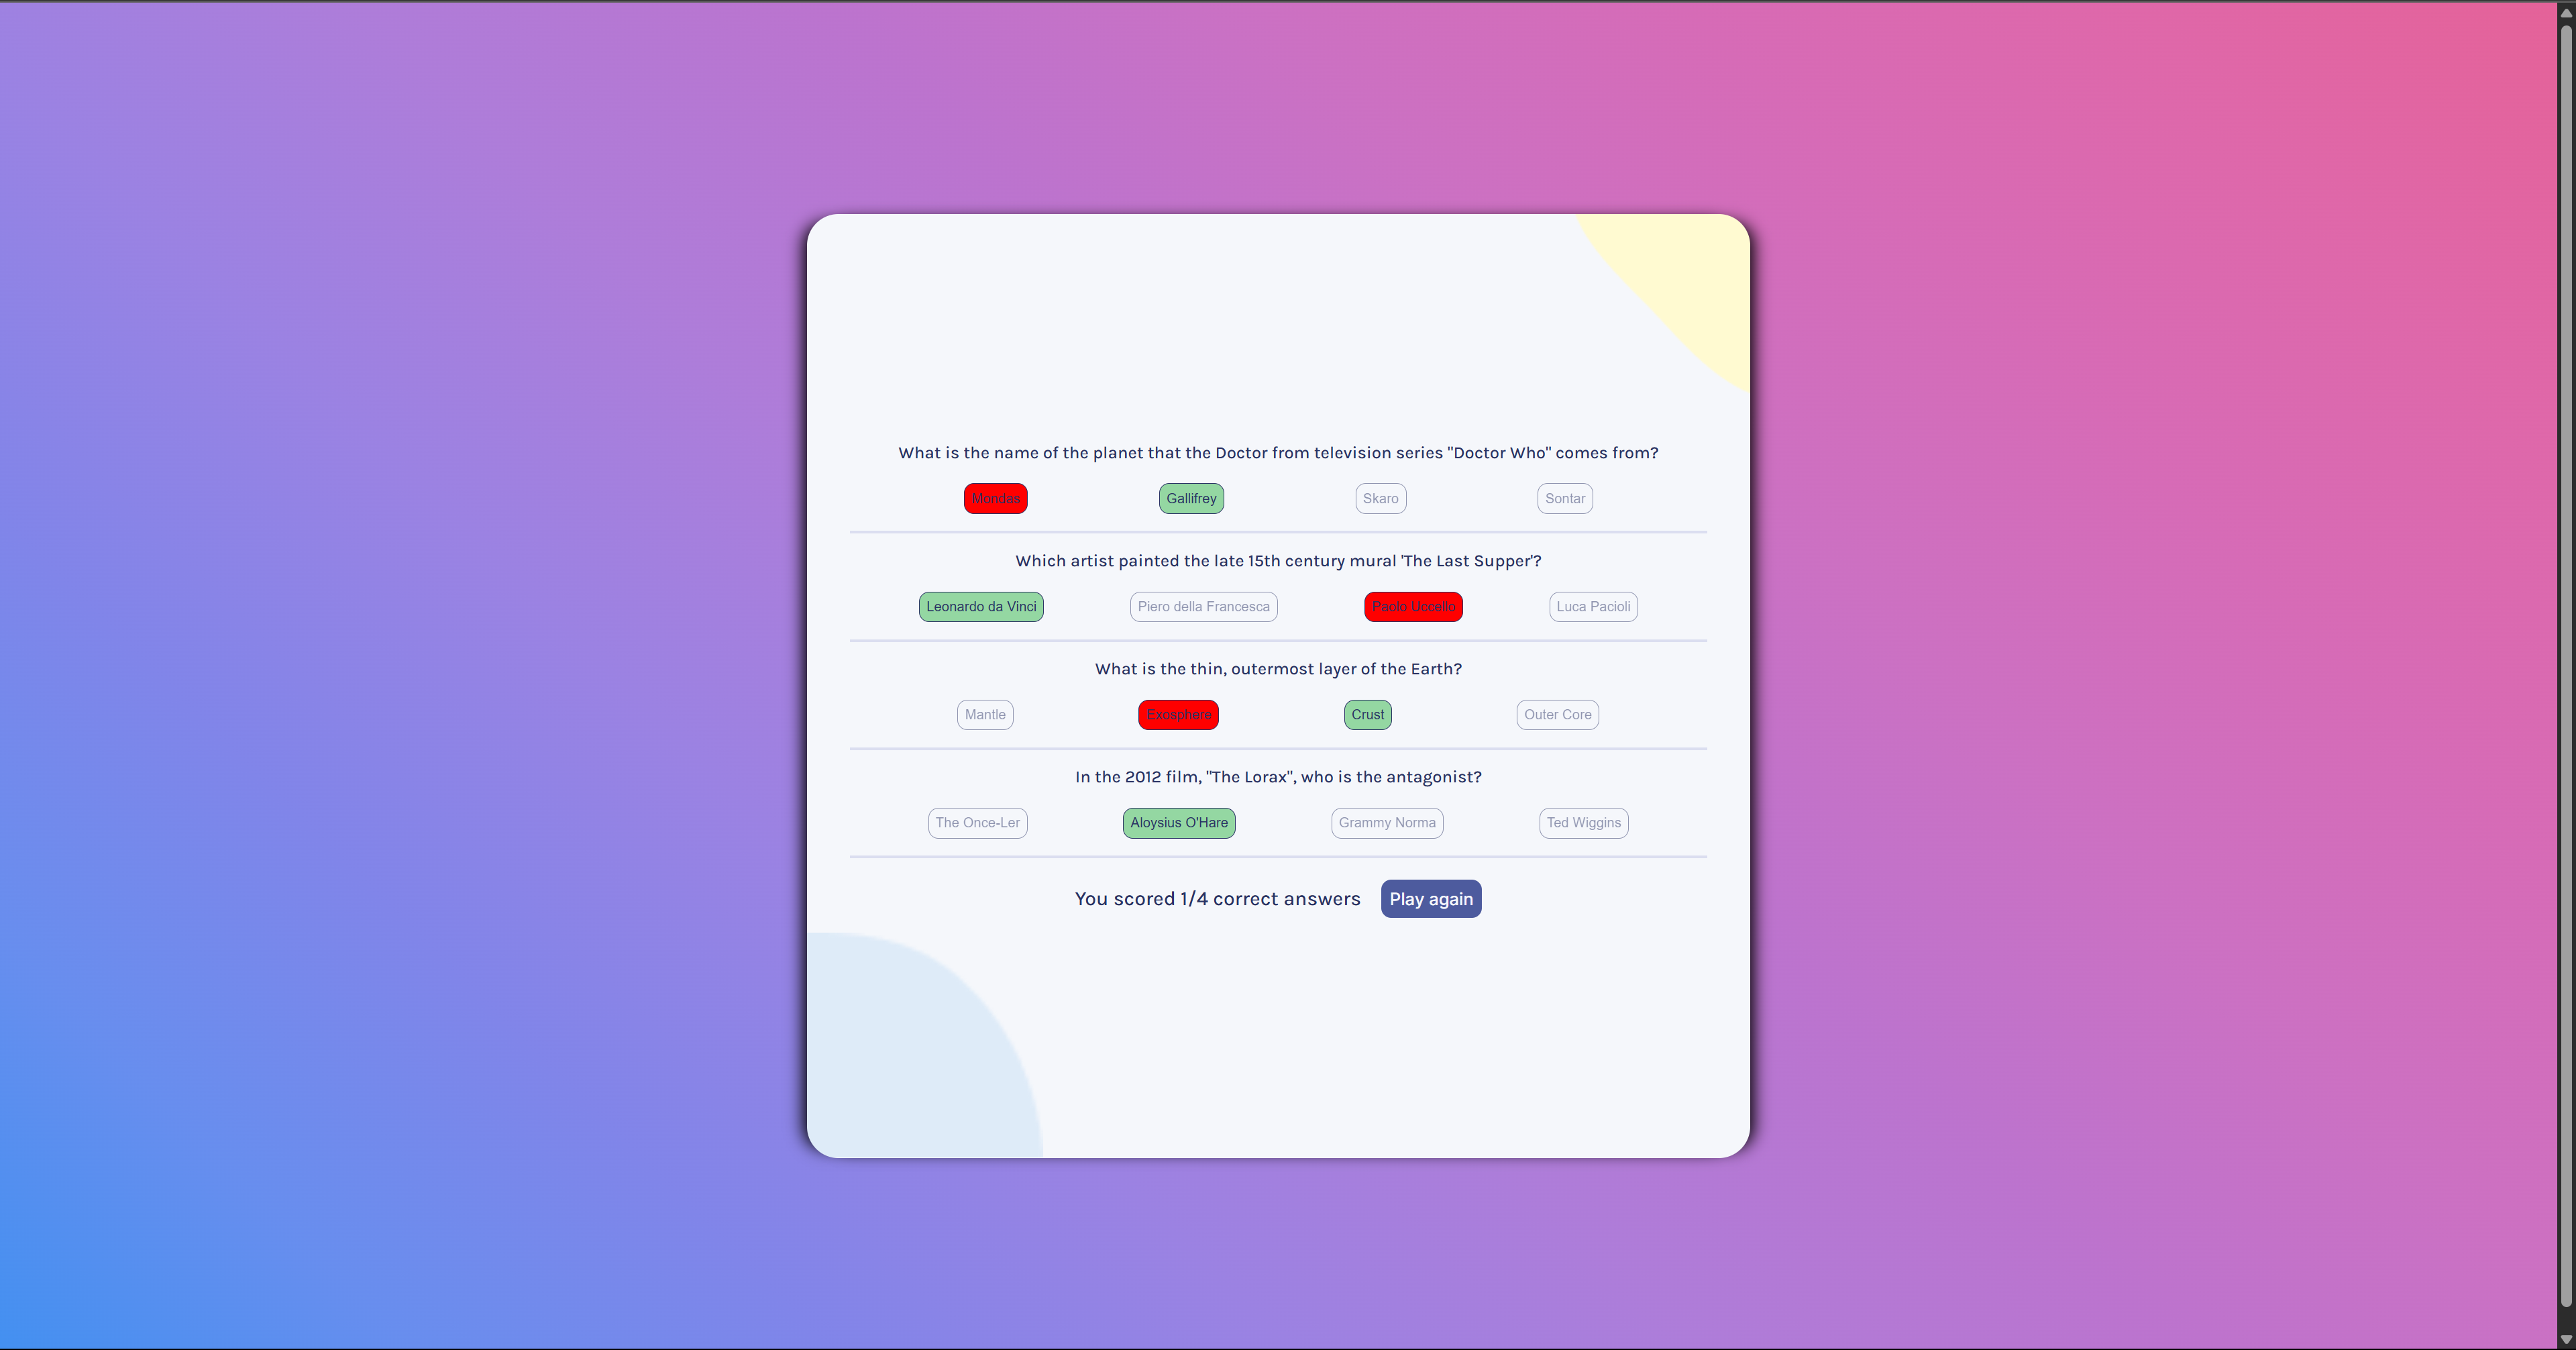 What is the name of the planet that the Doctor from television series "Doctor Who" comes from?
Mondas Gallifrey Skaro Sontar
Which artist painted the late 15th century mural 'The Last Supper'?
Leonardo da Vinci Piero della Francesca Paolo Uccello Luca Pacioli
What is the thin, outermost layer of the Earth?
Mantle Exosphere Crust Outer Core
In the 2012 film, "The Lorax", who is the antagonist?
The Once-Ler Aloysius O'Hare Grammy Norma Ted Wiggins
You scored 1/4 correct answers Play again